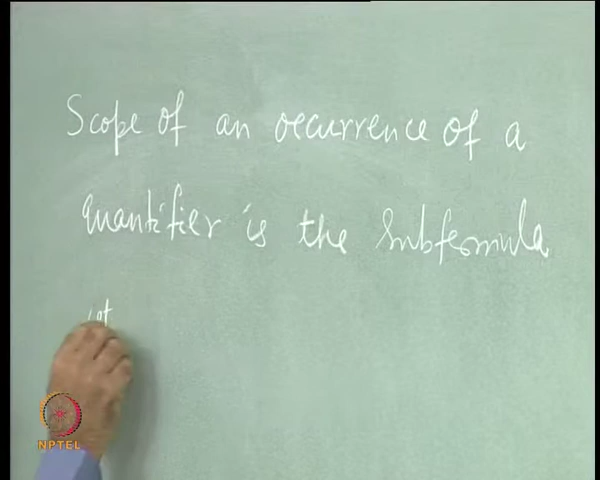 Scope of an occurrence of a
quantifier is the subformula
NPTEL